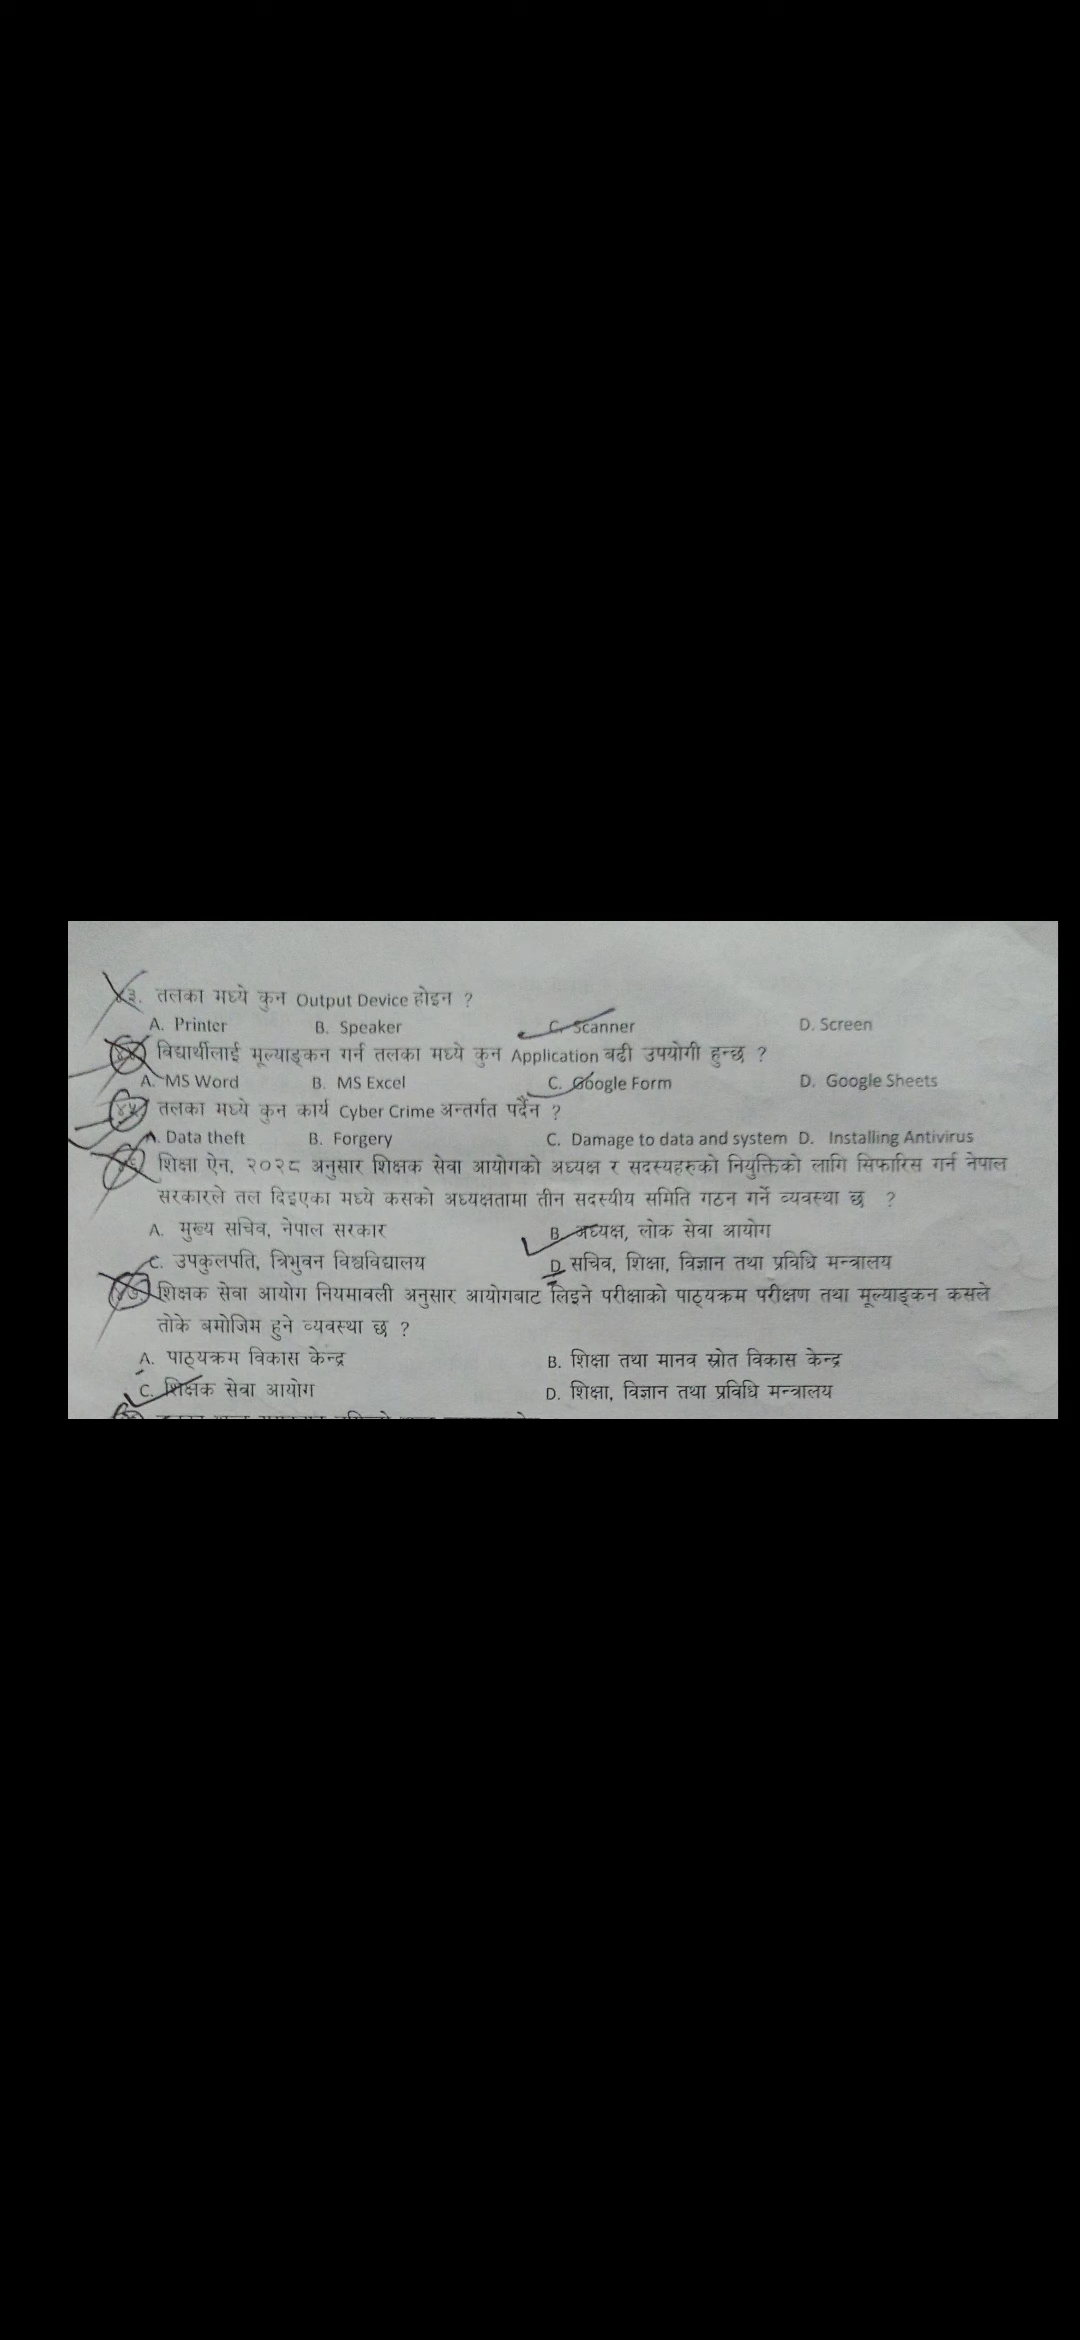 ४३. तलका मध्ये कुन Output Device होइन ?
A. Printer B. Speaker C. Scanner D. Screen
विद्यार्थीलाई मूल्याङ्कन गर्न तलका मध्ये कुन Application बढी उपयोगी हुन्छ ?
A. MS Word B. MS Excel C. Google Form D. Google Sheets
४५. तलका मध्ये कुन कार्य Cyber Crime अन्तर्गत पर्दैन ?
A. Data theft B. Forgery C. Damage to data and system D. Installing Antivirus
शिक्षा ऐन, २०२८ अनुसार शिक्षक सेवा आयोगको अध्यक्ष र सदस्यहरुको नियुक्तिको लागि सिफारिस गर्न नेपाल
सरकारले तल दिइएका मध्ये कसको अध्यक्षतामा तीन सदस्यीय समिति गठन गर्ने व्यवस्था छ ?
A. मुख्य सचिव, नेपाल सरकार B. अध्यक्ष, लोक सेवा आयोग
C. उपकुलपति, त्रिभुवन विश्वविद्यालय D. सचिव, शिक्षा, विज्ञान तथा प्रविधि मन्त्रालय
शिक्षक सेवा आयोग नियमावली अनुसार आयोगबाट लिइने परीक्षाको पाठ्यक्रम परीक्षण तथा मूल्याङ्कन कसले
तोके बमोजिम हुने व्यवस्था छ ?
A. पाठ्यक्रम विकास केन्द्र B. शिक्षा तथा मानव स्रोत विकास केन्द्र
C. शिक्षक सेवा आयोग D. शिक्षा, विज्ञान तथा प्रविधि मन्त्रालय